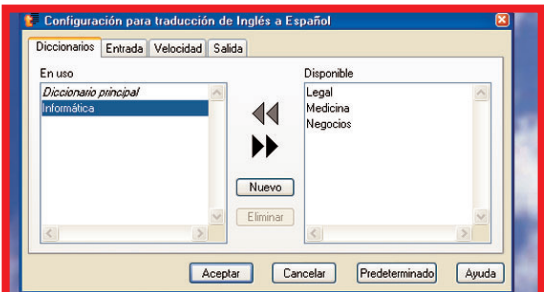 Configuración para traducción de Inglés a Español
Diccionarios Entrada Velocidad Salida
En uso
Diccionario principal
Informática
Disponible
Legal
Medicina
Negocios
Nuevo
Eliminar
Aceptar Cancelar Predeterminado Ayuda